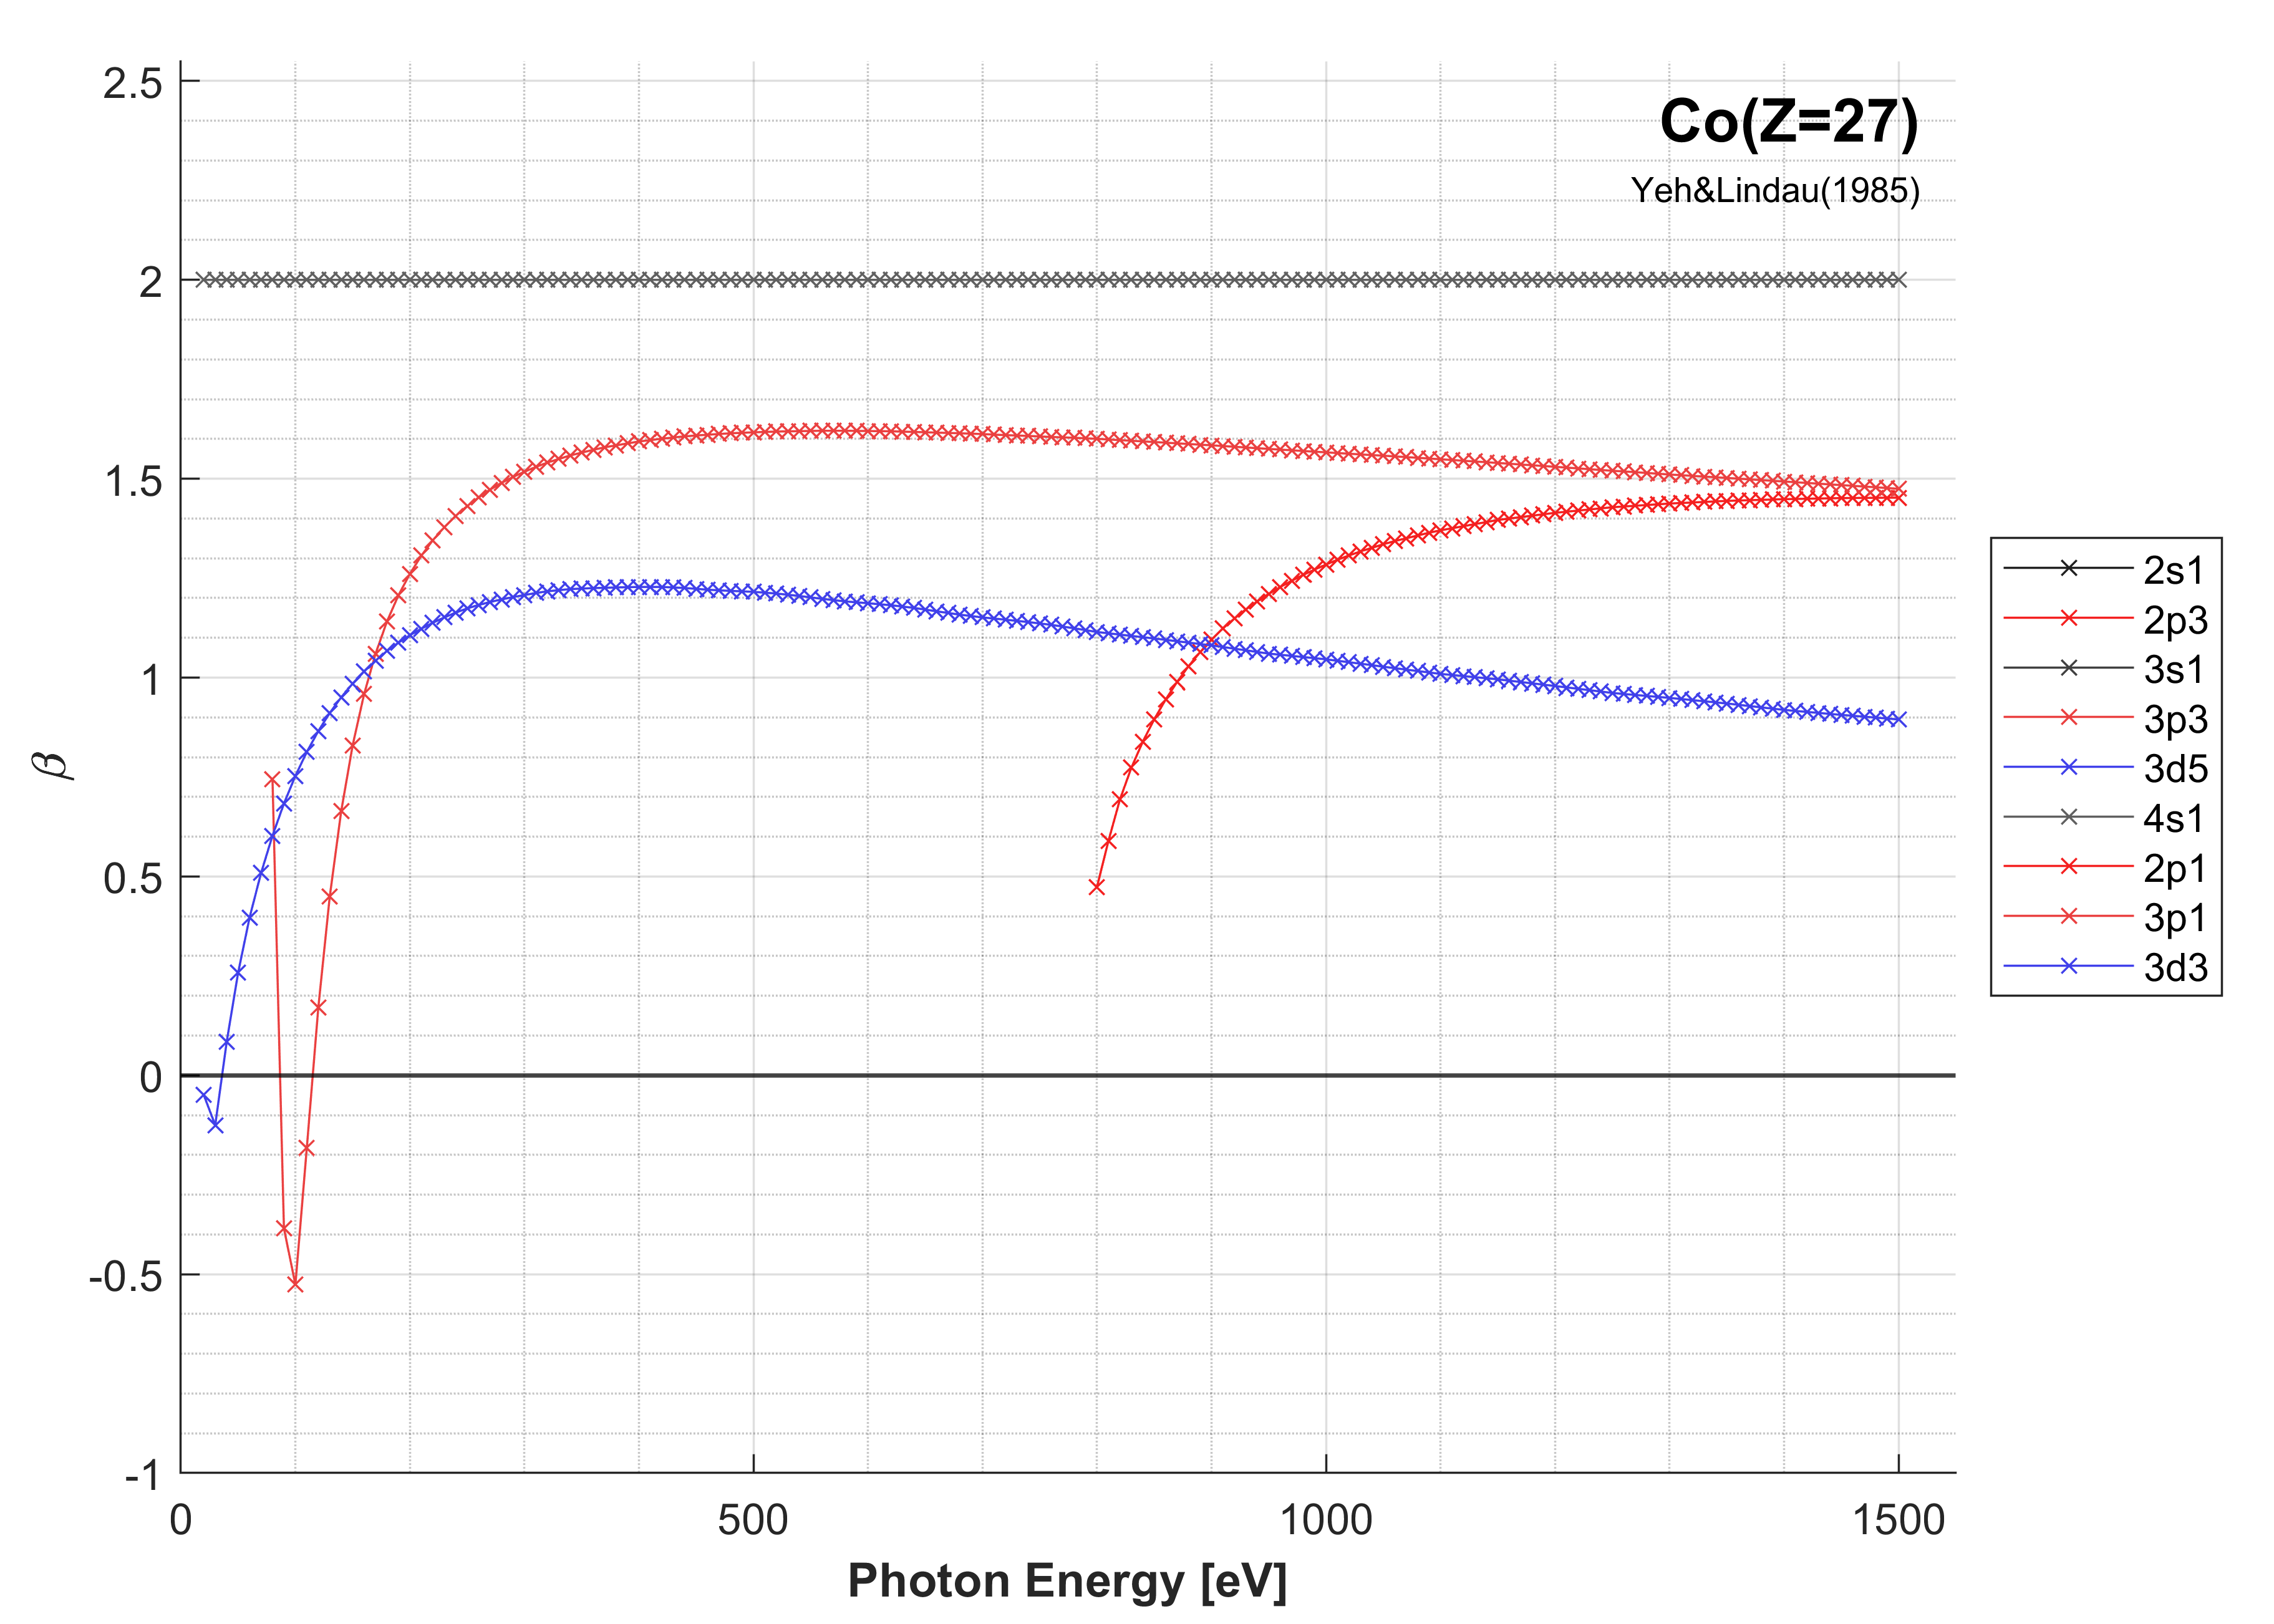 Co(Z=27)
Yeh&Lindau(1985)
2.5
2
1.5
1
0.5
0
-0.5
-1
β
0 500 1000 1500
Photon Energy [eV]
2s1
2p3
3s1
3p3
3d5
4s1
2p1
3p1
3d3